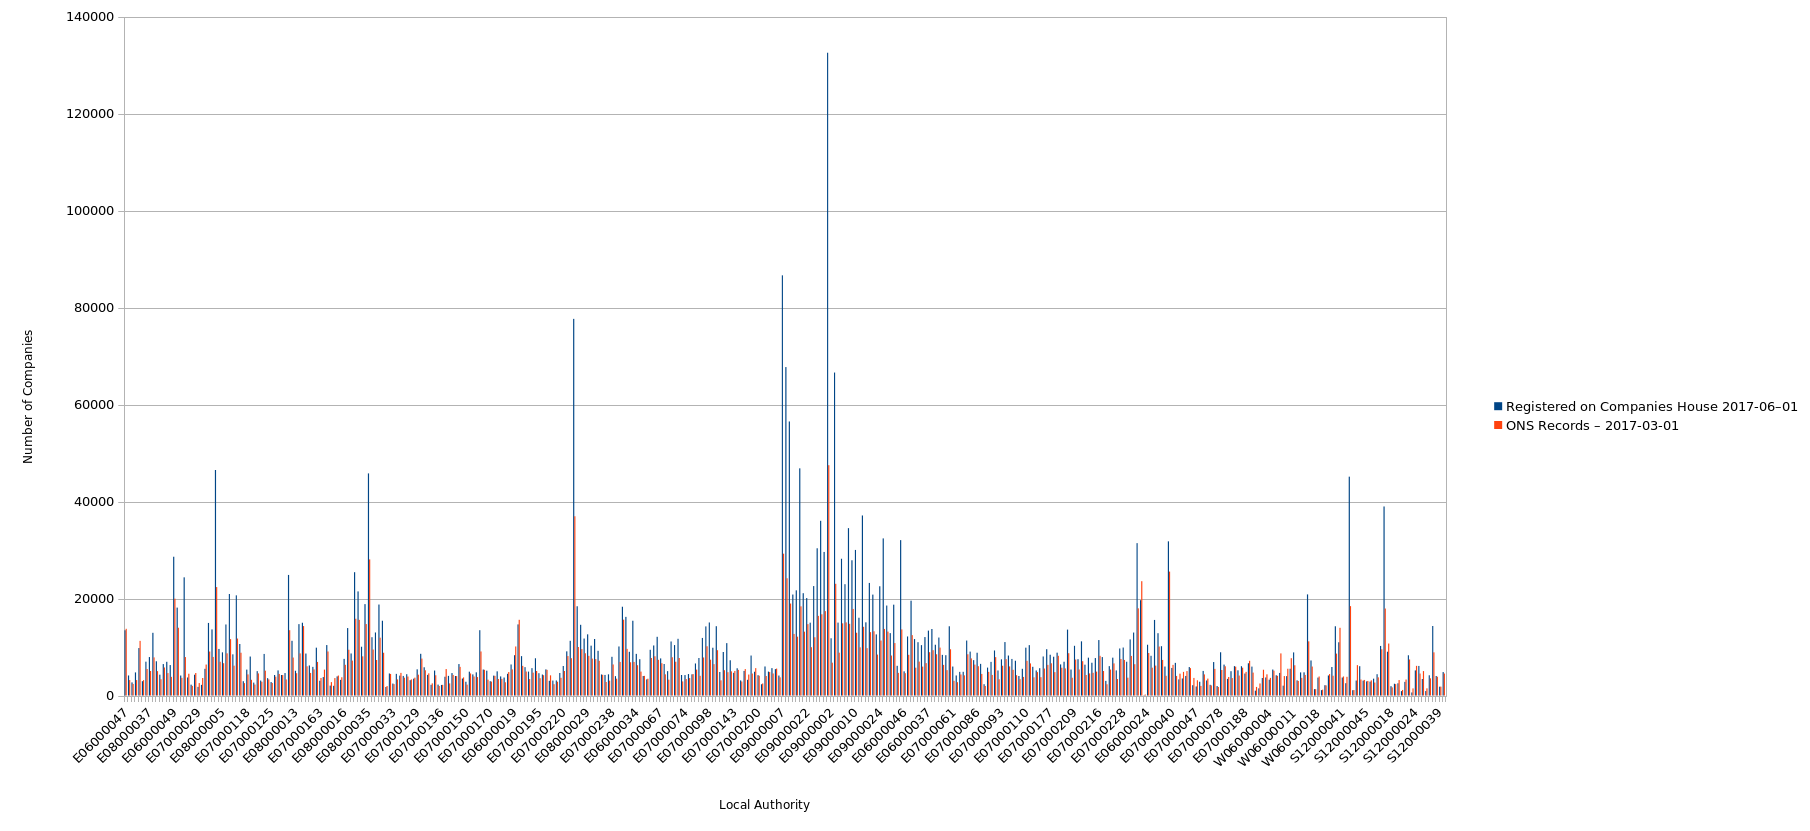 140000
120000
100000
80000
60000
40000
20000
0
Number of Companies
E06000047
E08000037
E06000049
E07000029
E08000005
E07000118
E07000125
E08000013
E07000163
E08000016
E08000035
E07000033
E07000129
E07000136
E07000150
E07000170
E06000019
E07000195
E07000220
E08000029
E07000238
E06000034
E07000067
E07000074
E07000098
E07000143
E07000200
E09000007
E09000022
E09000002
E09000010
E09000024
E06000046
E06000037
E07000061
E07000086
E07000093
E07000110
E07000177
E07000209
E07000216
E07000228
E06000024
E07000040
E07000047
E07000078
E07000188
W06000004
W06000011
W06000018
S12000041
S12000045
S12000018
S12000024
S12000039
Local Authority
Registered on Companies House 2017-06–01
ONS Records – 2017-03-01